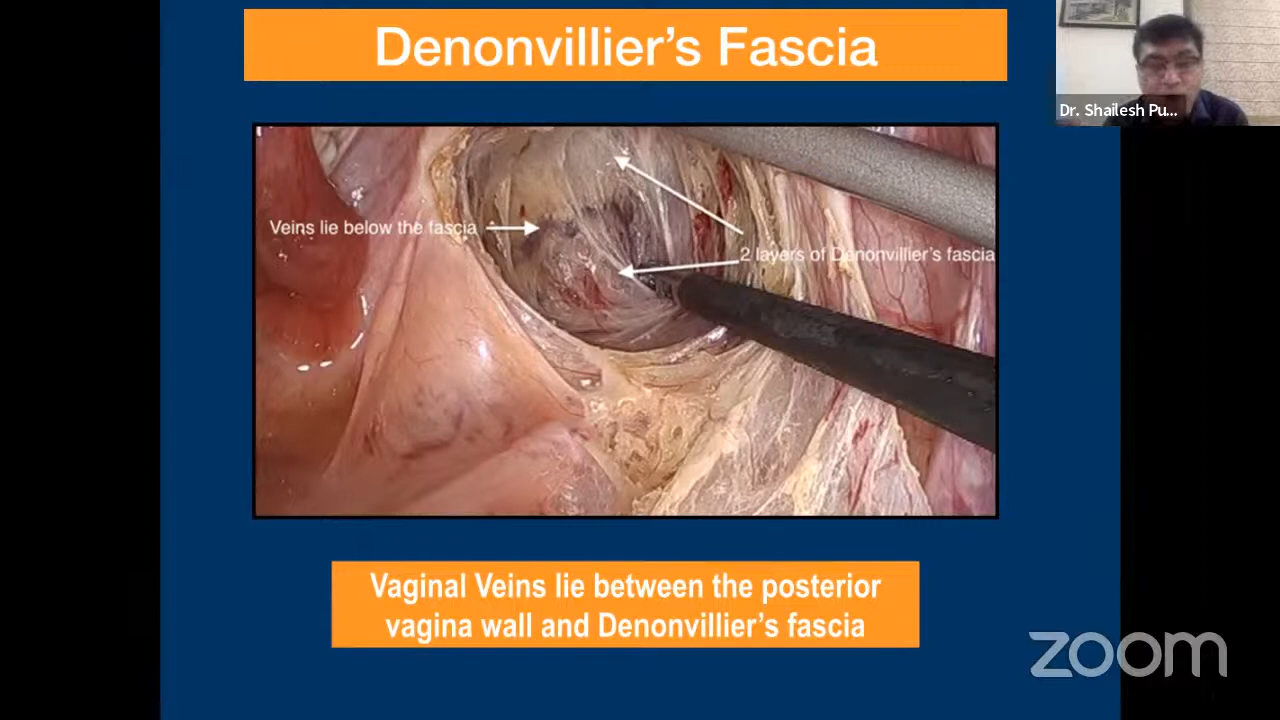 Denonvillier's Fascia
Dr. Shailesh Pu...
Veins lie below the fascia
2 layers of Denonvillier's fascia
Vaginal Veins lie between the posterior
vagina wall and Denonvillier's fascia
zoom